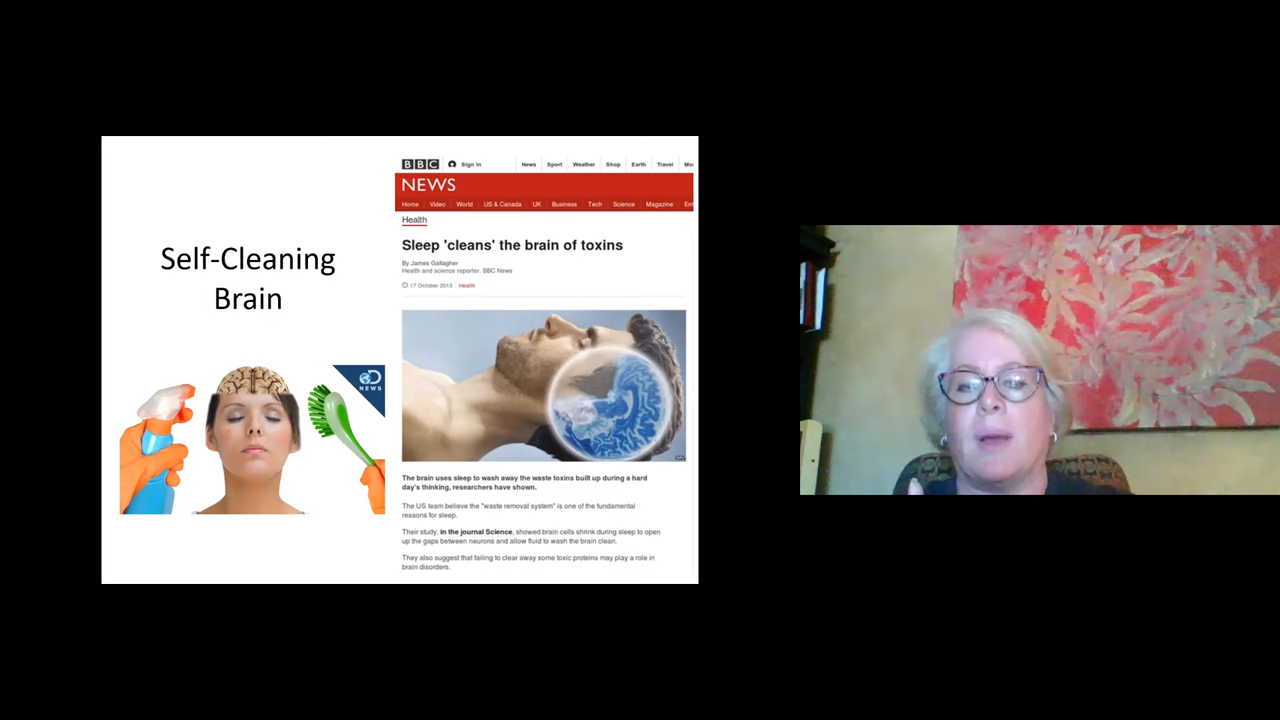 Self-Cleaning
Brain
NEWS
BBC Sign in News Sport Weather Shop Earth Travel Mo
NEWS
Home Video World US & Canada UK Business Tech Science Magazine Ent
Health
Sleep 'cleans' the brain of toxins
By James Gallagher
Health and science reporter, BBC News
17 October 2013 Health
SPL
The brain uses sleep to wash away the waste toxins built up during a hard
day's thinking, researchers have shown.
The US team believe the "waste removal system" is one of the fundamental
reasons for sleep.
Their study, in the journal Science, showed brain cells shrink during sleep to open
up the gaps between neurons and allow fluid to wash the brain clean.
They also suggest that failing to clear away some toxic proteins may play a role in
brain disorders.